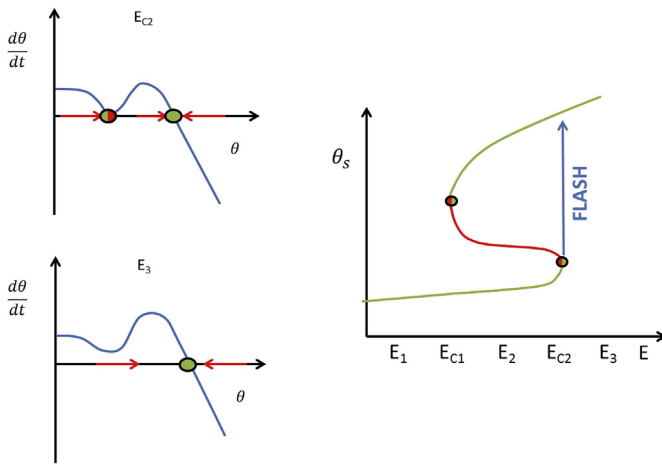 E_C2
dθ/dt
θ
E_3
dθ/dt
θ
θ_s
FLASH
E_1 E_C1 E_2 E_C2 E_3 E